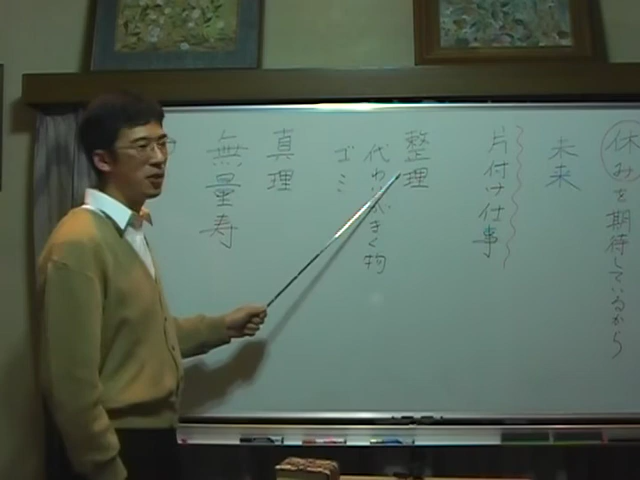 休みを期待しているから
未来
片付け仕事
整理
代わりがきく物
ゴミ
真理
無量寿